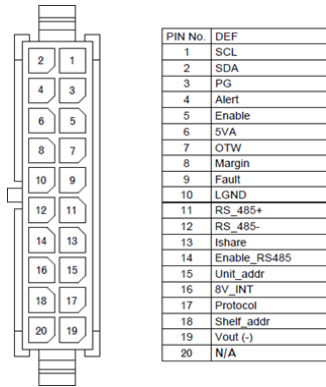 2 1
4 3
6 5
8 7
10 9
12 11
14 13
16 15
18 17
20 19
PIN No. DEF
1 SCL
2 SDA
3 PG
4 Alert
5 Enable
6 5VA
7 OTW
8 Margin
9 Fault
10 LGND
11 RS_485+
12 RS_485-
13 Ishare
14 Enable_RS485
15 Unit_addr
16 8V_INT
17 Protocol
18 Shelf_addr
19 Vout (-)
20 N/A